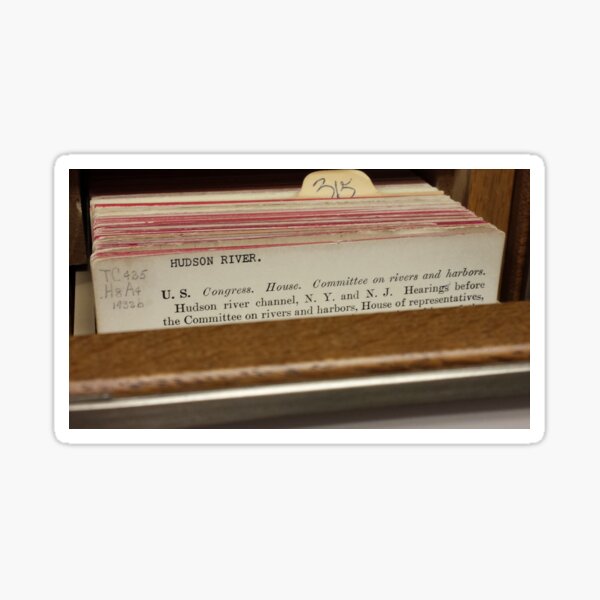 315
HUDSON RIVER.
TC425
.H8A4
1932b
U. S. Congress. House. Committee on rivers and harbors.
Hudson river channel, N. Y. and N. J. Hearings before
the Committee on rivers and harbors, House of representatives,